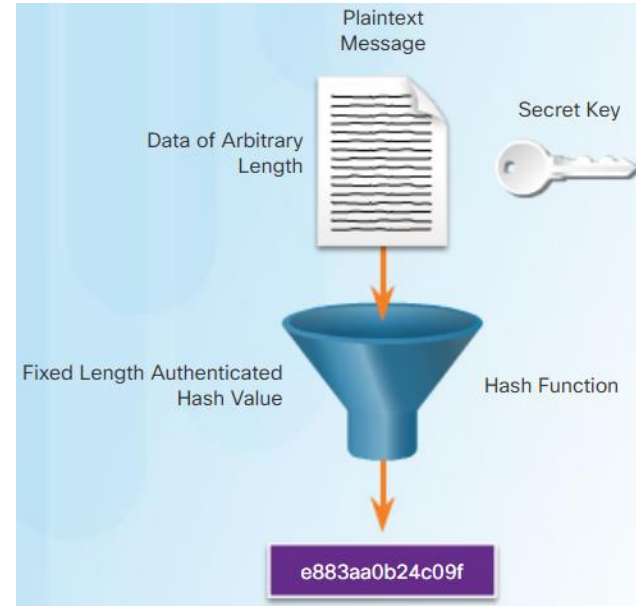 Plaintext
Message
Secret Key
Data of Arbitrary
Length
Fixed Length Authenticated
Hash Value
Hash Function
e883aa0b24c09f